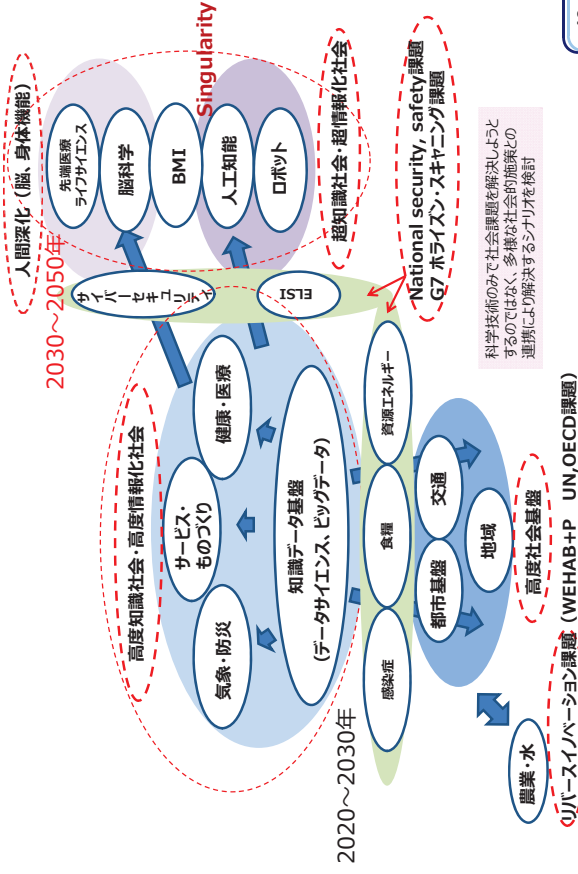 人間深化（脳、身体機能）
2030～2050年
先端医療
ライフサイエンス
脳科学
BMI
Singularity
人工知能
ロボット
超知識社会・超情報化社会
サイバーセキュリティ
ELSI
National security, safety課題
G7 ホライズン・スキャニング課題
高度知識社会・高度情報化社会
気象・防災
サービス・
ものづくり
健康・医療
知識データ基盤
（データサイエンス、ビッグデータ）
2020～2030年
感染症
食糧
資源エネルギー
都市基盤
交通
地域
高度社会基盤
農業・水
リバースイノベーション課題（WEHAB+P　UN,OECD課題）
科学技術のみで社会課題を解決しようと
するのではなく、多様な社会的施策との
連携により解決するシナリオを検討